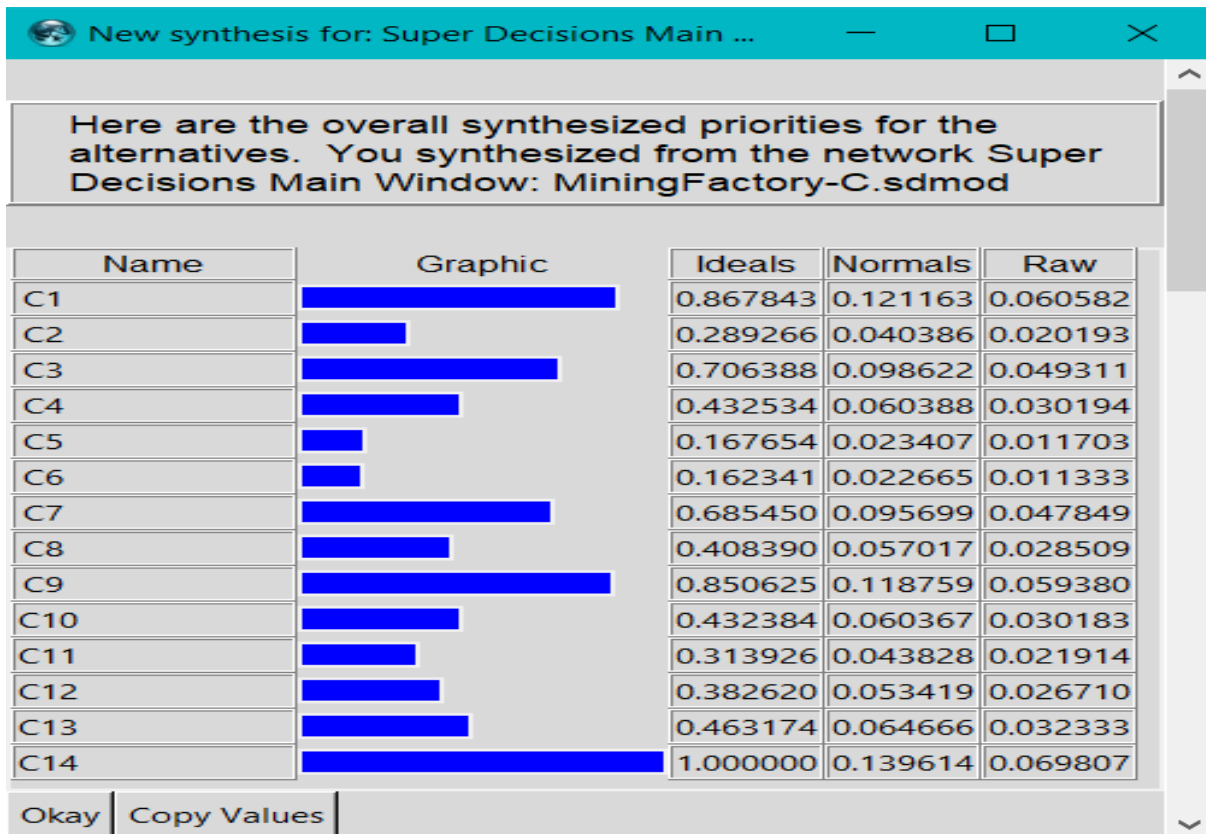 New synthesis for: Super Decisions Main ...
Here are the overall synthesized priorities for the
alternatives. You synthesized from the network Super
Decisions Main Window: MiningFactory-C.sdmod
Name Graphic Ideals Normals Raw
C1 0.867843 0.121163 0.060582
C2 0.289266 0.040386 0.020193
C3 0.706388 0.098622 0.049311
C4 0.432534 0.060388 0.030194
C5 0.167654 0.023407 0.011703
C6 0.162341 0.022665 0.011333
C7 0.685450 0.095699 0.047849
C8 0.408390 0.057017 0.028509
C9 0.850625 0.118759 0.059380
C10 0.432384 0.060367 0.030183
C11 0.313926 0.043828 0.021914
C12 0.382620 0.053419 0.026710
C13 0.463174 0.064666 0.032333
C14 1.000000 0.139614 0.069807
Okay Copy Values